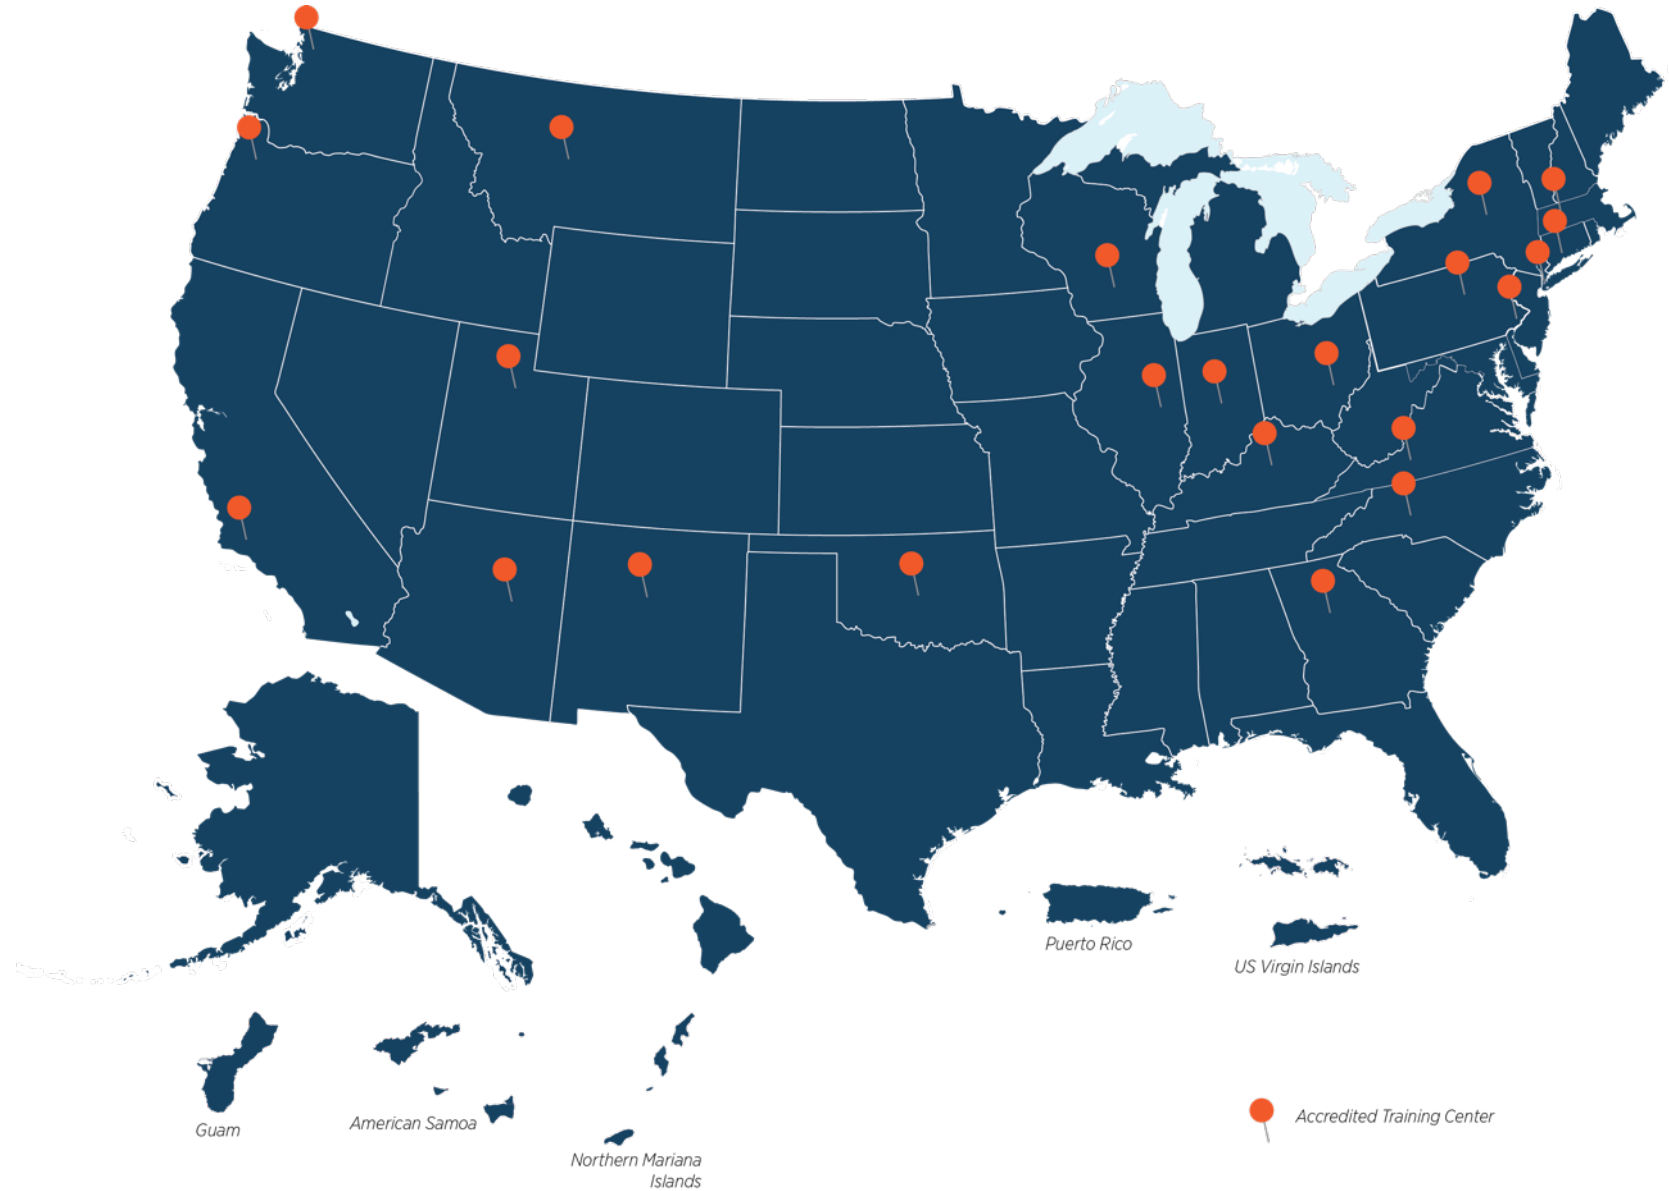 Puerto Rico
US Virgin Islands
Guam
American Samoa
Northern Mariana
Islands
Accredited Training Center